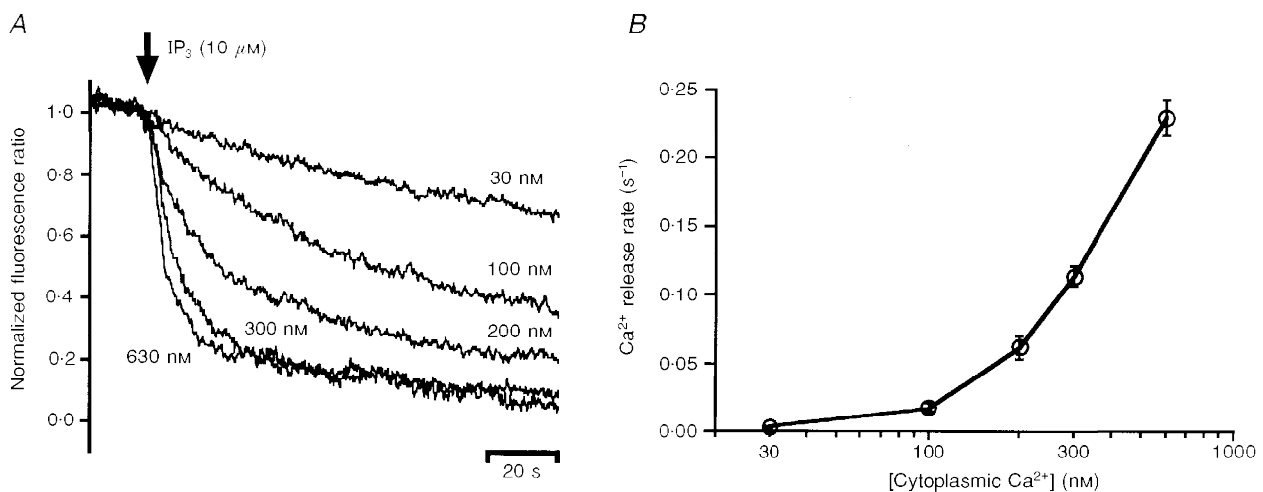 A
IP₃ (10 μM)
Normalized fluorescence ratio
1·0
0·8
0·6
0·4
0·2
0·0
30 nM
100 nM
200 nM
300 nM
630 nM
20 s
B
Ca²⁺ release rate (s⁻¹)
0·25
0·20
0·15
0·10
0·05
0·00
30
100
300
1000
[Cytoplasmic Ca²⁺] (nM)